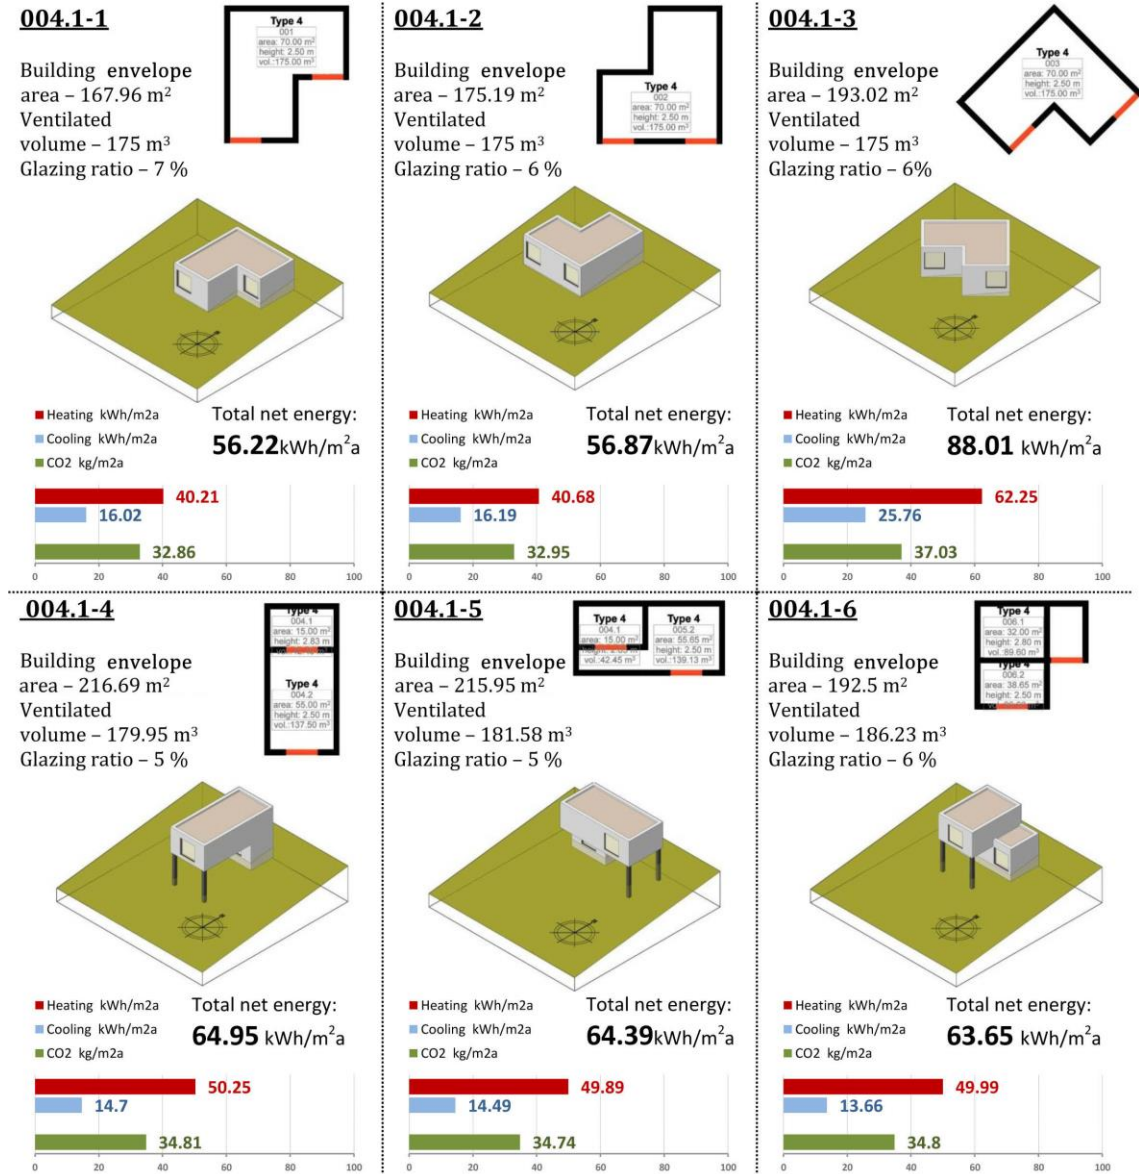 004.1-1
Building envelope
area – 167.96 m²
Ventilated
volume – 175 m³
Glazing ratio – 7 %
Type 4
001
area: 70.00 m²
height: 2.50 m
vol.:175.00 m³
Heating kWh/m2a
Cooling kWh/m2a
CO2 kg/m2a
Total net energy:
56.22kWh/m²a
40.21
16.02
32.86
0 20 40 60 80 100
004.1-2
Building envelope
area – 175.19 m²
Ventilated
volume – 175 m³
Glazing ratio – 6 %
Type 4
002
area: 70.00 m²
height: 2.50 m
vol.:175.00 m³
Heating kWh/m2a
Cooling kWh/m2a
CO2 kg/m2a
Total net energy:
56.87kWh/m²a
40.68
16.19
32.95
0 20 40 60 80 100
004.1-3
Building envelope
area – 193.02 m²
Ventilated
volume – 175 m³
Glazing ratio – 6%
Type 4
003
area: 70.00 m²
height: 2.50 m
vol.:175.00 m³
Heating kWh/m2a
Cooling kWh/m2a
CO2 kg/m2a
Total net energy:
88.01 kWh/m²a
62.25
25.76
37.03
0 20 40 60 80 100
004.1-4
Building envelope
area – 216.69 m²
Ventilated
volume – 179.95 m³
Glazing ratio – 5 %
Type 4
004.1
area: 15.00 m²
height: 2.83 m
Type 4
004.2
area: 55.00 m²
height: 2.50 m
vol.:137.50 m³
Heating kWh/m2a
Cooling kWh/m2a
CO2 kg/m2a
Total net energy:
64.95 kWh/m²a
50.25
14.7
34.81
0 20 40 60 80 100
004.1-5
Building envelope
area – 215.95 m²
Ventilated
volume – 181.58 m³
Glazing ratio – 5 %
Type 4
004.1
area: 15.00 m²
vol.:42.45 m³
Type 4
005.2
area: 55.65 m²
height: 2.50 m
vol.:139.13 m³
Heating kWh/m2a
Cooling kWh/m2a
CO2 kg/m2a
Total net energy:
64.39kWh/m²a
49.89
14.49
34.74
0 20 40 60 80 100
004.1-6
Building envelope
area – 192.5 m²
Ventilated
volume – 186.23 m³
Glazing ratio – 6 %
Type 4
006.1
area: 32.00 m²
height: 2.80 m
vol.:89.60 m³
Type 4
006.2
area: 38.65 m²
height: 2.50 m
Heating kWh/m2a
Cooling kWh/m2a
CO2 kg/m2a
Total net energy:
63.65 kWh/m²a
49.99
13.66
34.8
0 20 40 60 80 100